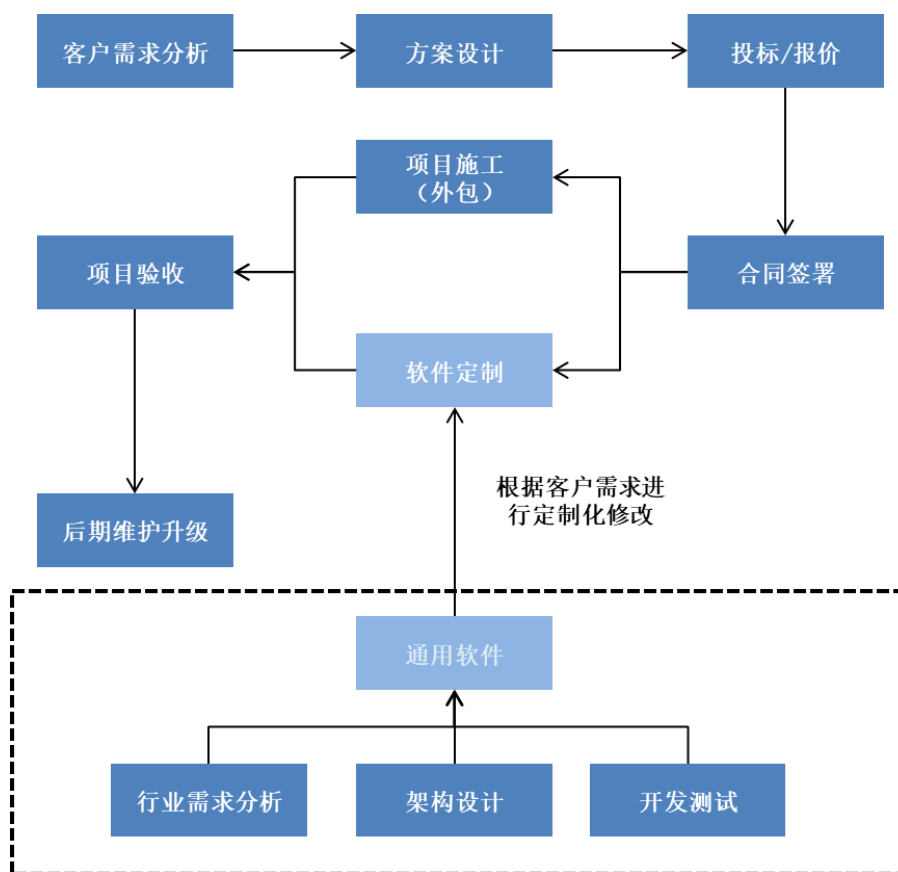 客户需求分析
方案设计
投标/报价
项目施工
（外包）
项目验收
合同签署
软件定制
根据客户需求进
行定制化修改
后期维护升级
通用软件
行业需求分析
架构设计
开发测试